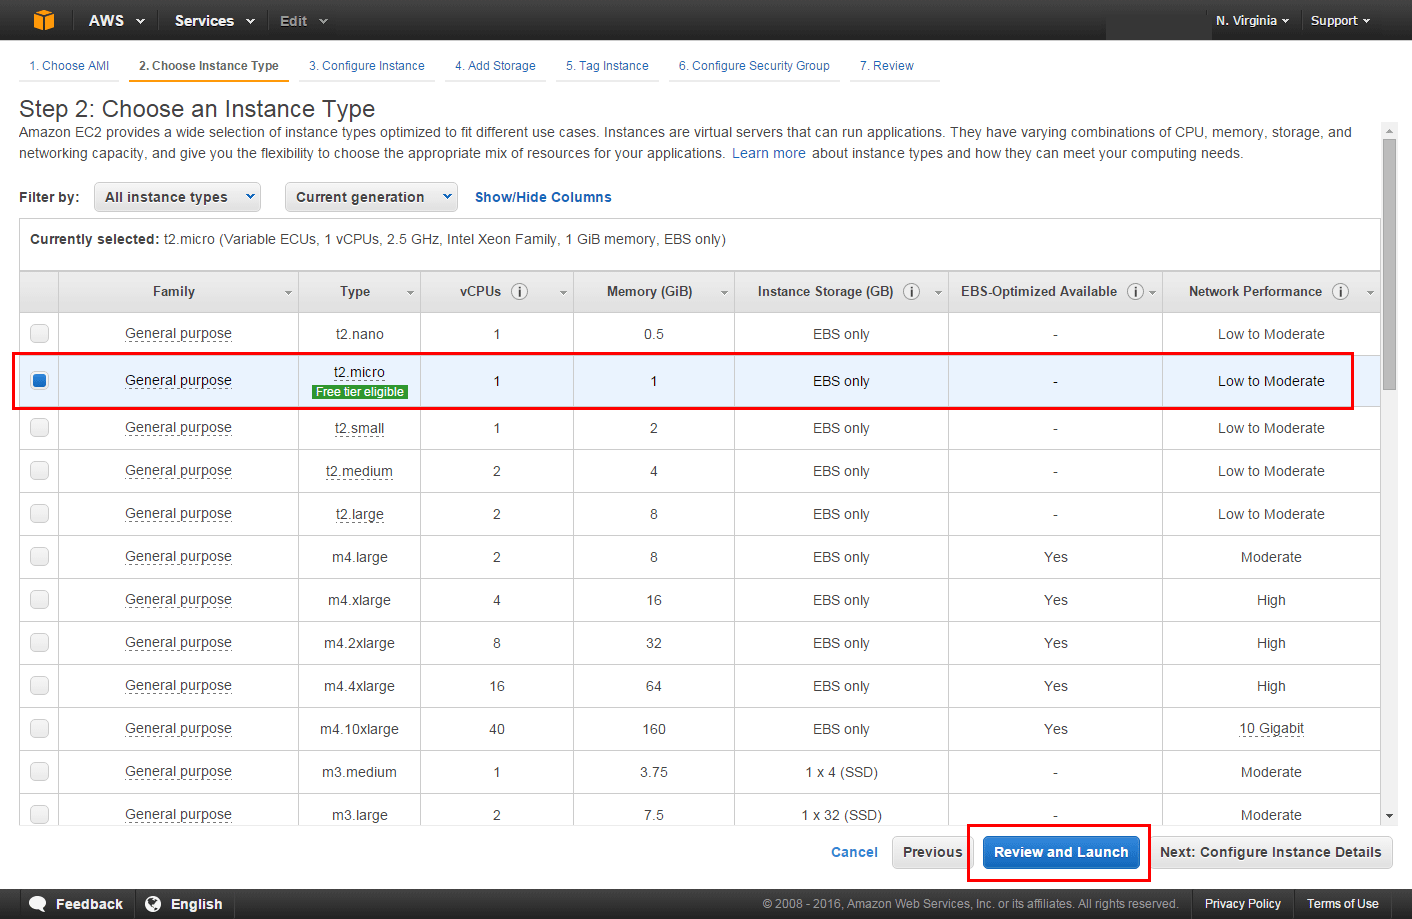 AWS Services Edit N. Virginia Support
1. Choose AMI 2. Choose Instance Type 3. Configure Instance 4. Add Storage 5. Tag Instance 6. Configure Security Group 7. Review
Step 2: Choose an Instance Type
Amazon EC2 provides a wide selection of instance types optimized to fit different use cases. Instances are virtual servers that can run applications. They have varying combinations of CPU, memory, storage, and
networking capacity, and give you the flexibility to choose the appropriate mix of resources for your applications. Learn more about instance types and how they can meet your computing needs.
Filter by: All instance types Current generation Show/Hide Columns
Currently selected: t2.micro (Variable ECUs, 1 vCPUs, 2.5 GHz, Intel Xeon Family, 1 GiB memory, EBS only)
Family Type vCPUs i Memory (GiB) Instance Storage (GB) i EBS-Optimized Available i Network Performance i
General purpose t2.nano 1 0.5 EBS only - Low to Moderate
General purpose t2.micro 1 1 EBS only - Low to Moderate
Free tier eligible
General purpose t2.small 1 2 EBS only - Low to Moderate
General purpose t2.medium 2 4 EBS only - Low to Moderate
General purpose t2.large 2 8 EBS only - Low to Moderate
General purpose m4.large 2 8 EBS only Yes Moderate
General purpose m4.xlarge 4 16 EBS only Yes High
General purpose m4.2xlarge 8 32 EBS only Yes High
General purpose m4.4xlarge 16 64 EBS only Yes High
General purpose m4.10xlarge 40 160 EBS only Yes 10 Gigabit
General purpose m3.medium 1 3.75 1 x 4 (SSD) - Moderate
General purpose m3.large 2 7.5 1 x 32 (SSD) - Moderate
Cancel Previous Review and Launch Next: Configure Instance Details
Feedback English © 2008 - 2016, Amazon Web Services, Inc. or its affiliates. All rights reserved. Privacy Policy Terms of Use